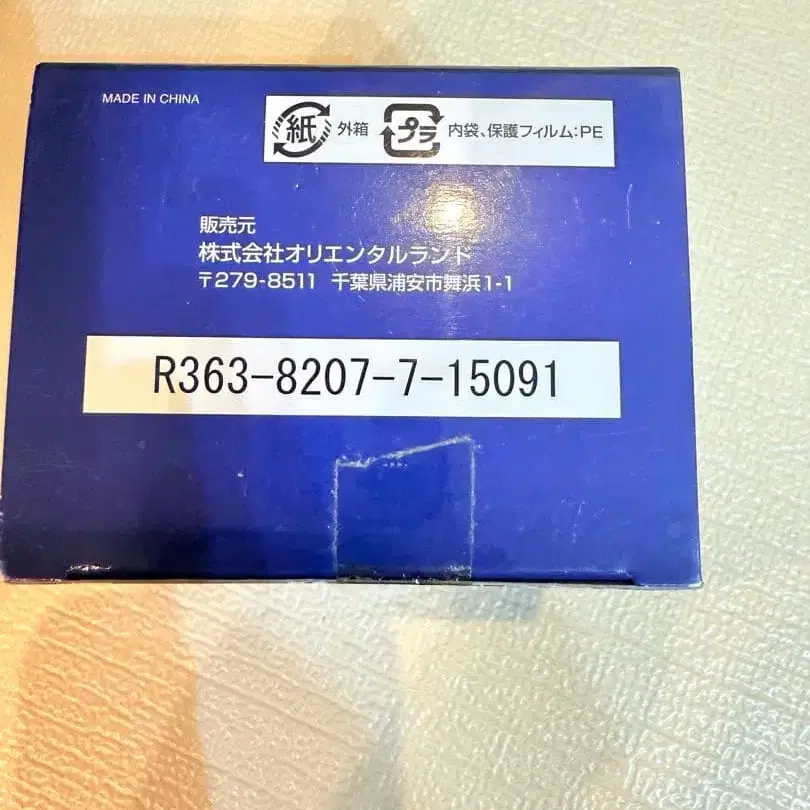 MADE IN CHINA
紙 外箱 プラ 内袋、保護フィルム:PE
販売元
株式会社オリエンタルランド
〒279-8511 千葉県浦安市舞浜1-1
R363-8207-7-15091